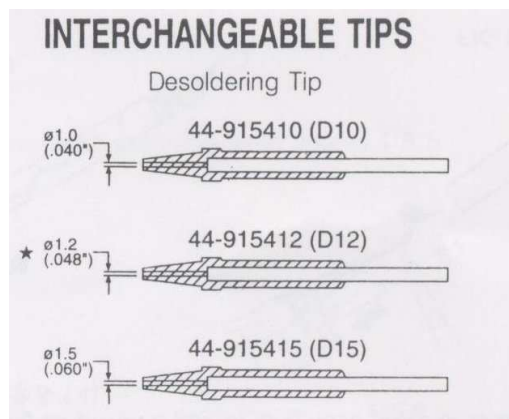 INTERCHANGEABLE TIPS
Desoldering Tip
44-915410 (D10)
ø1.0
(.040")
44-915412 (D12)
★ ø1.2
(.048")
44-915415 (D15)
ø1.5
(.060")